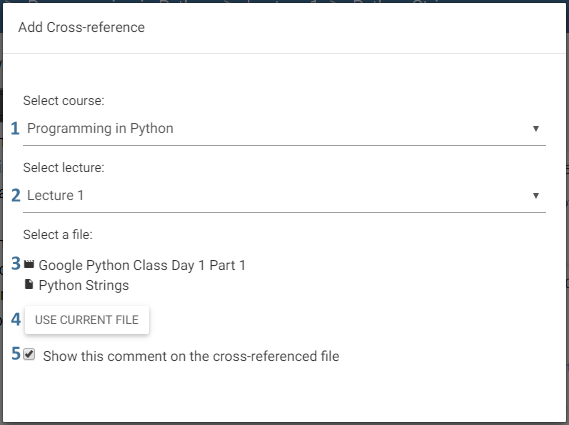 Add Cross-reference
Select course:
1 Programming in Python ▼
Select lecture:
2 Lecture 1 ▼
Select a file:
3 Google Python Class Day 1 Part 1
Python Strings
4 USE CURRENT FILE
5 Show this comment on the cross-referenced file